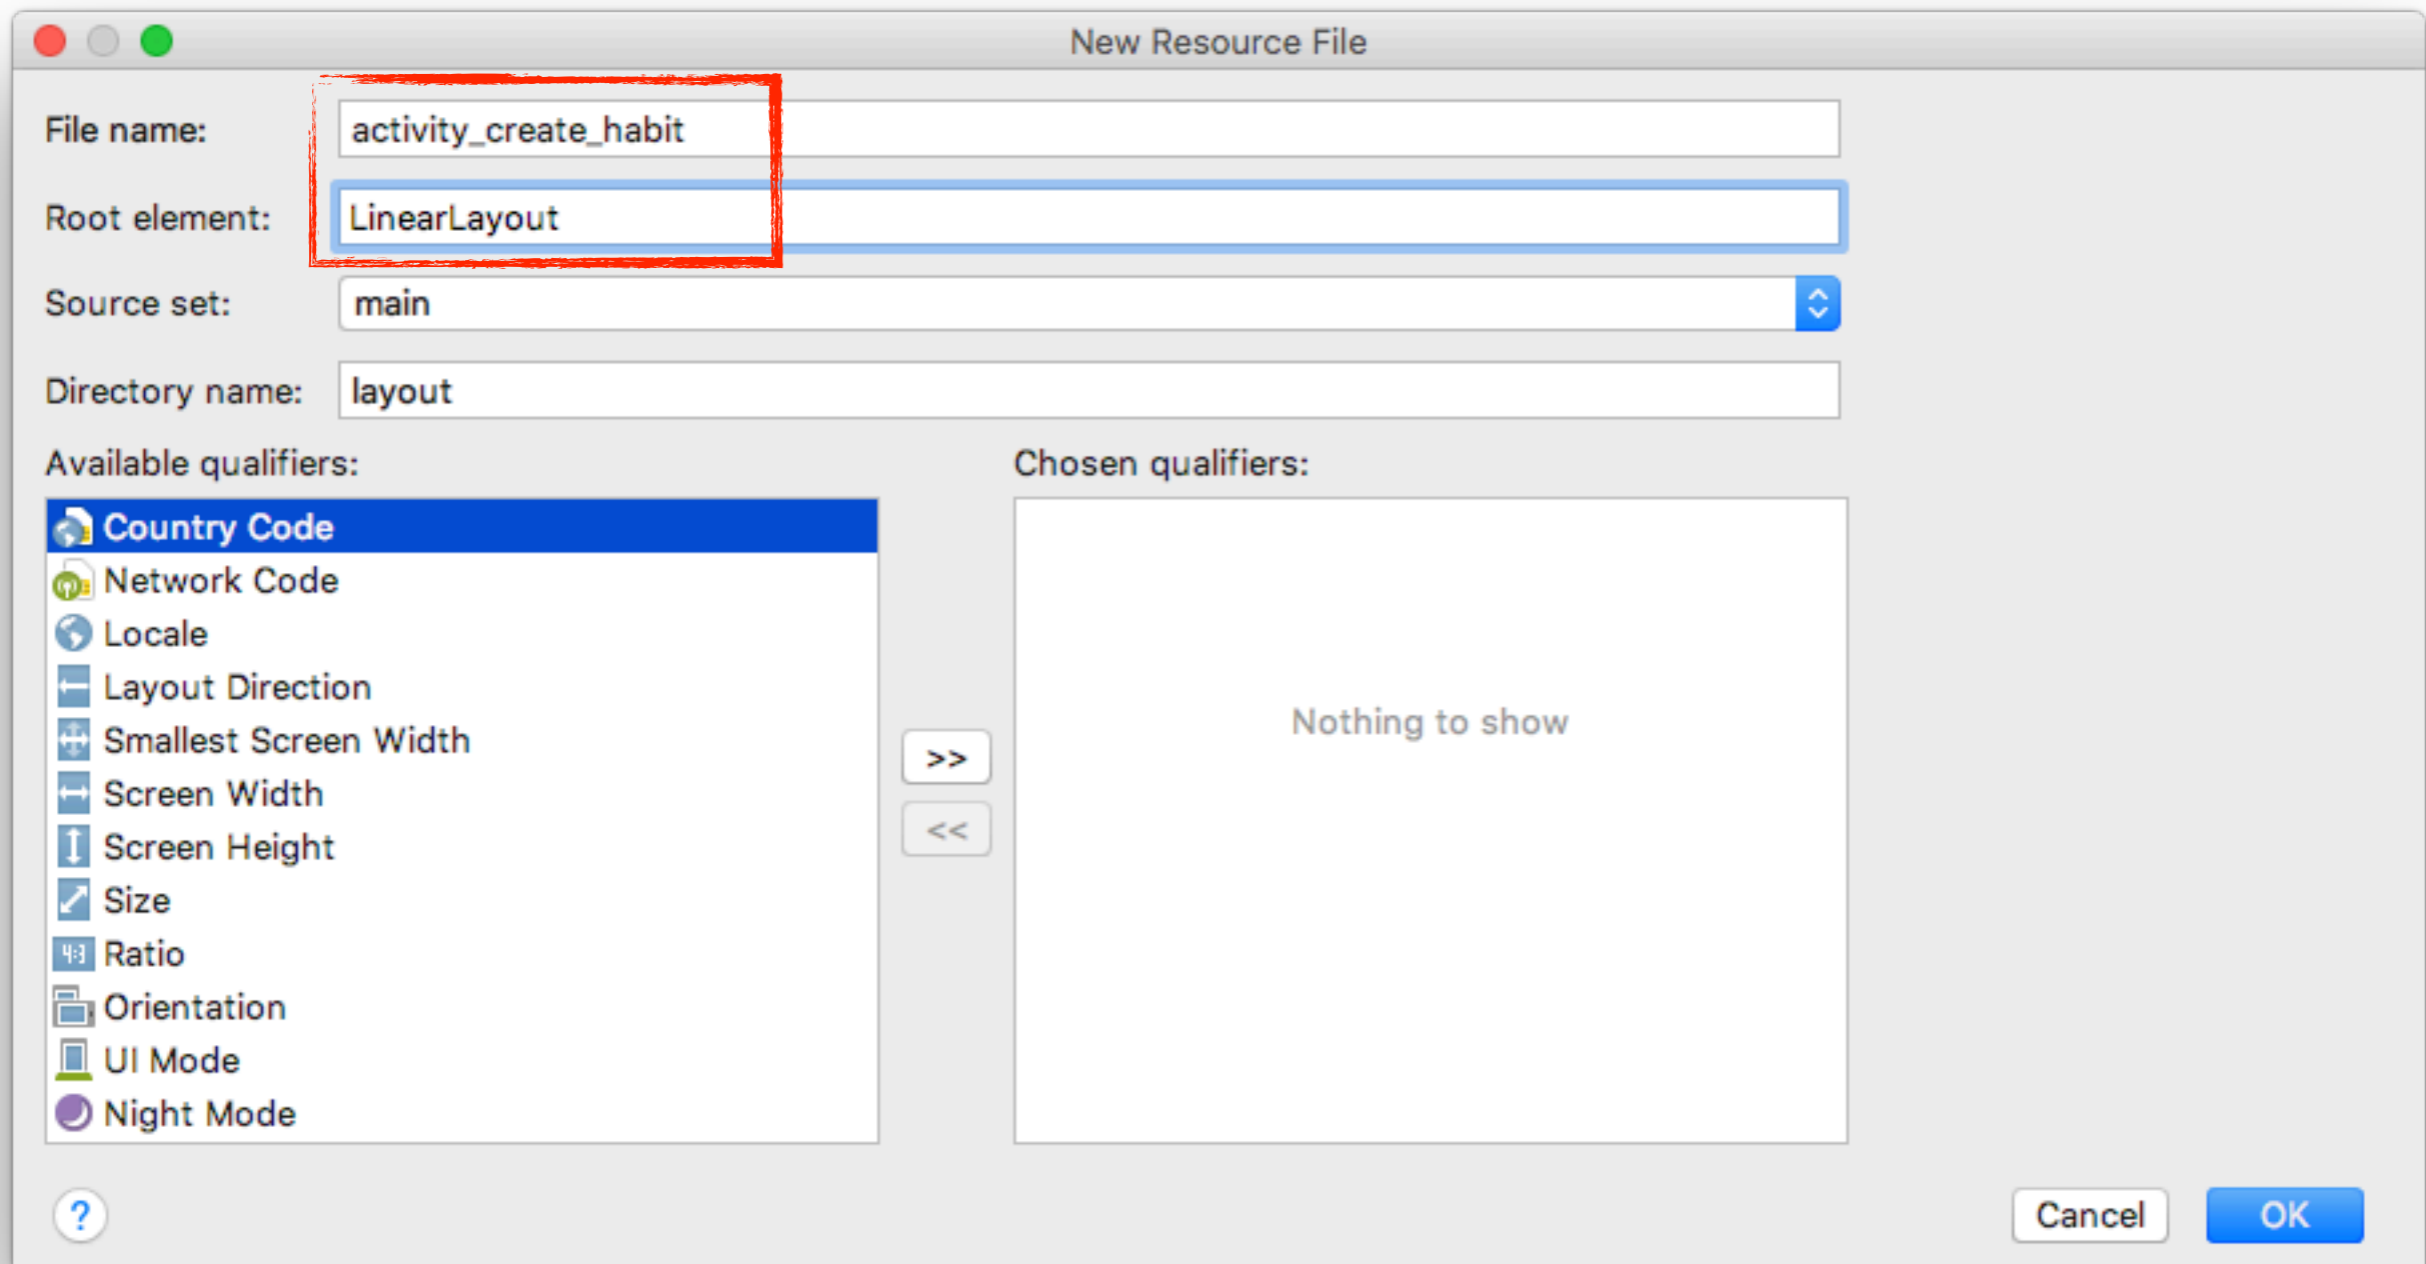 New Resource File
File name: activity_create_habit
Root element: LinearLayout
Source set: main
Directory name: layout
Available qualifiers: Chosen qualifiers:
Country Code
Network Code
Locale
Layout Direction
Smallest Screen Width
Screen Width
Screen Height
Size
4:3 Ratio
Orientation
UI Mode
Night Mode
>>
<<
Nothing to show
?
Cancel OK